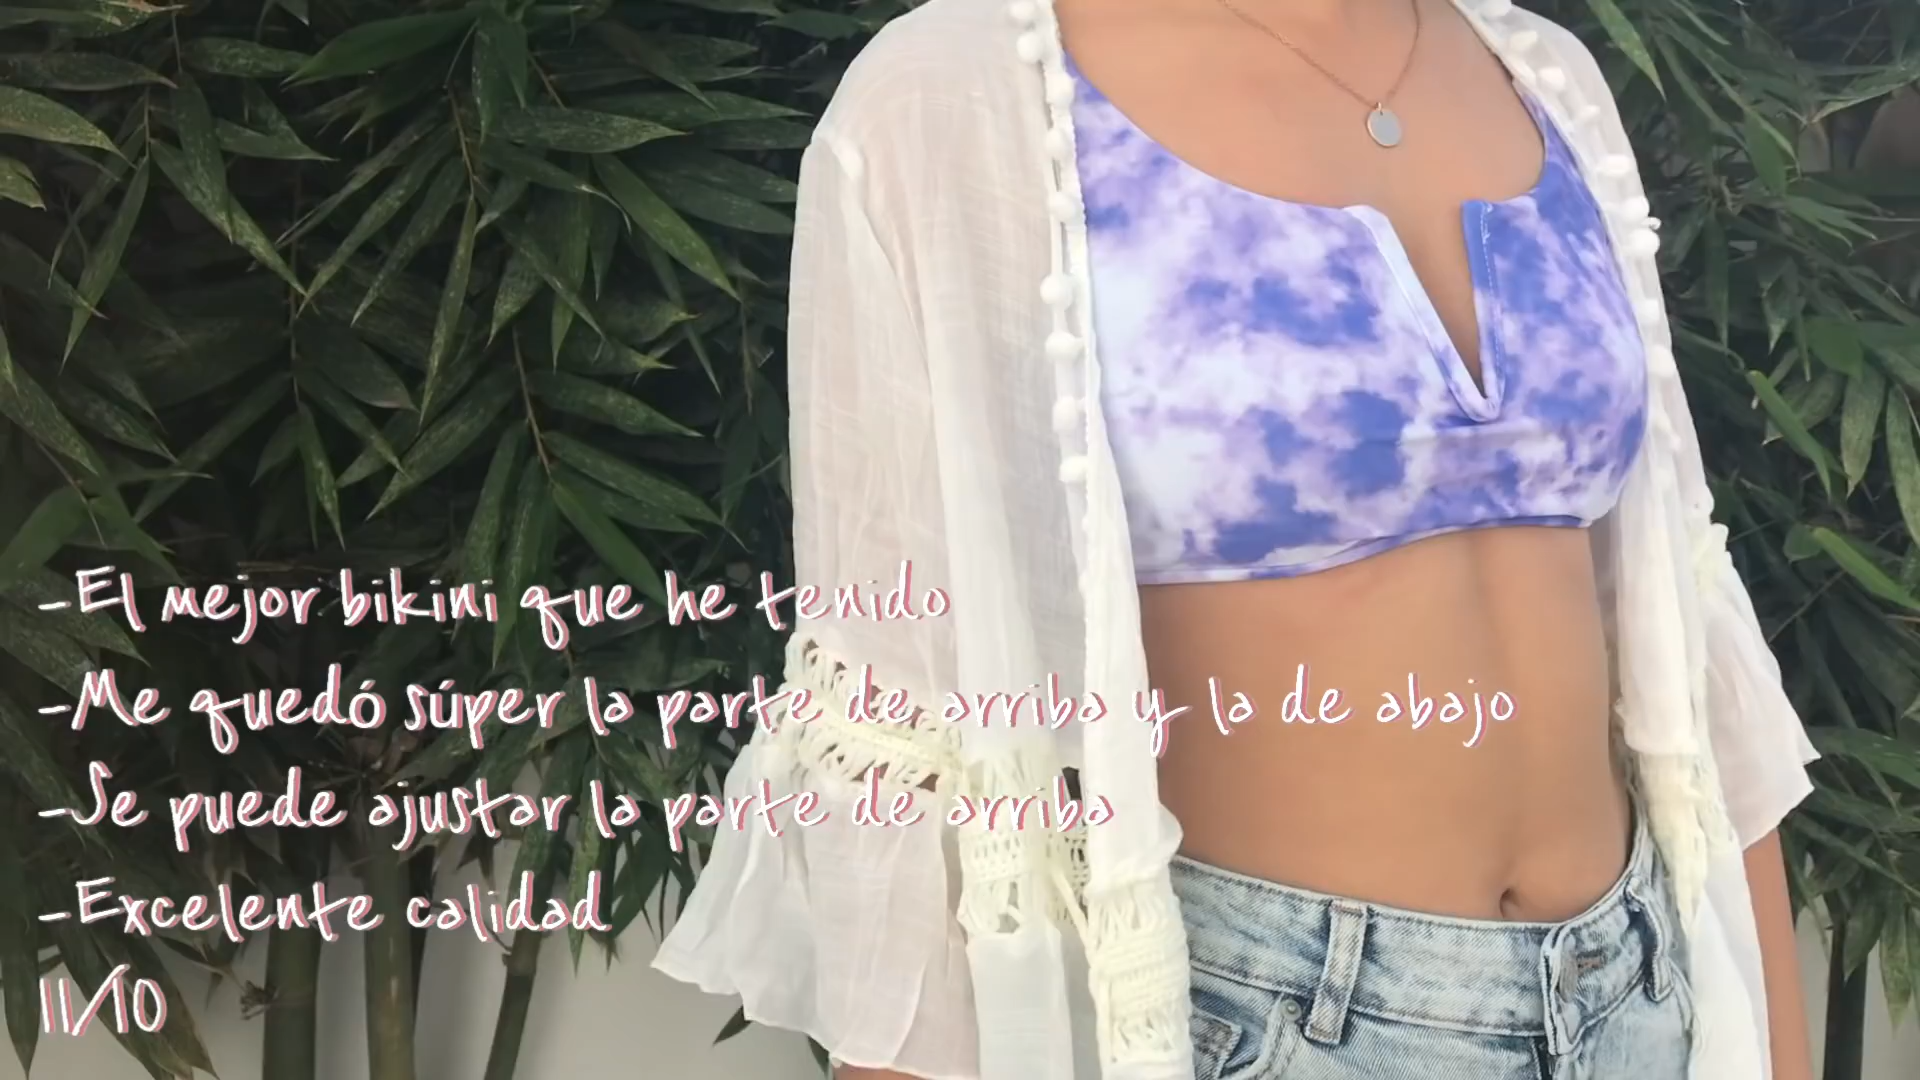 -El mejor bikini que he tenido
-Me quedó súper la parte de arriba y la de abajo
-Se puede ajustar la parte de arriba
-Excelente calidad
11/10